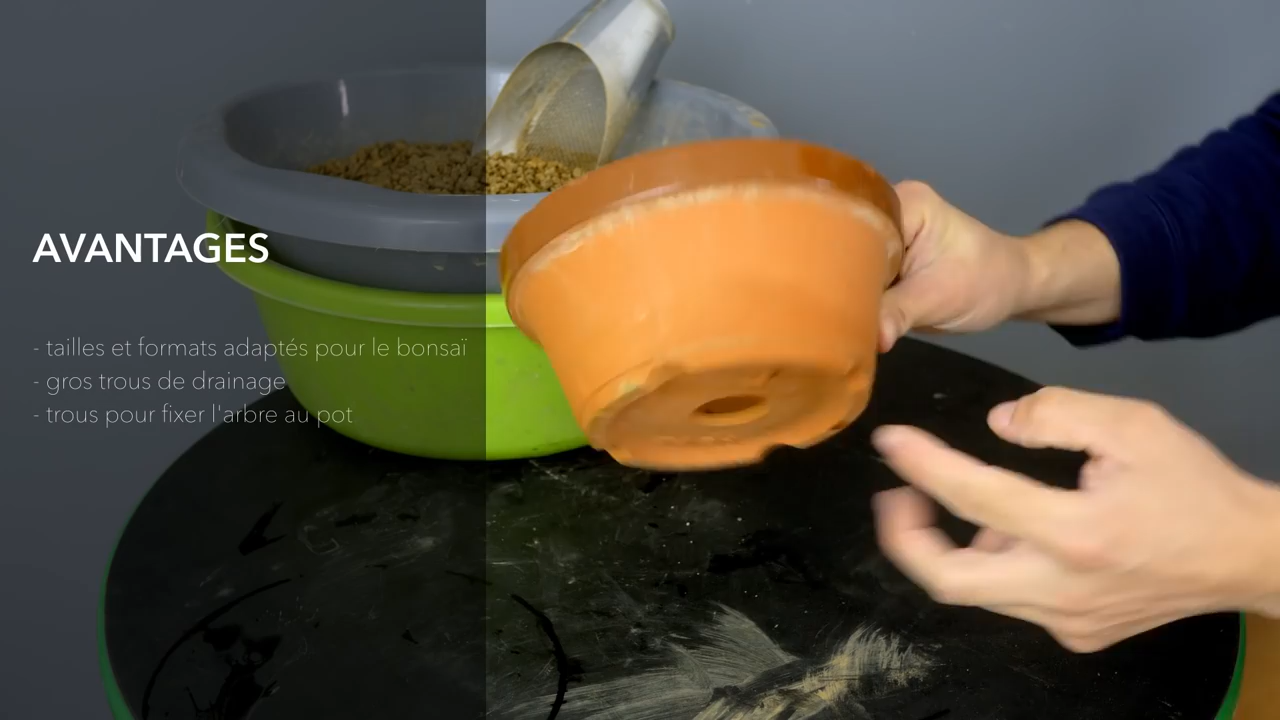 AVANTAGES
- tailles et formats adaptés pour le bonsaï
- gros trous de drainage
- trous pour fixer l'arbre au pot